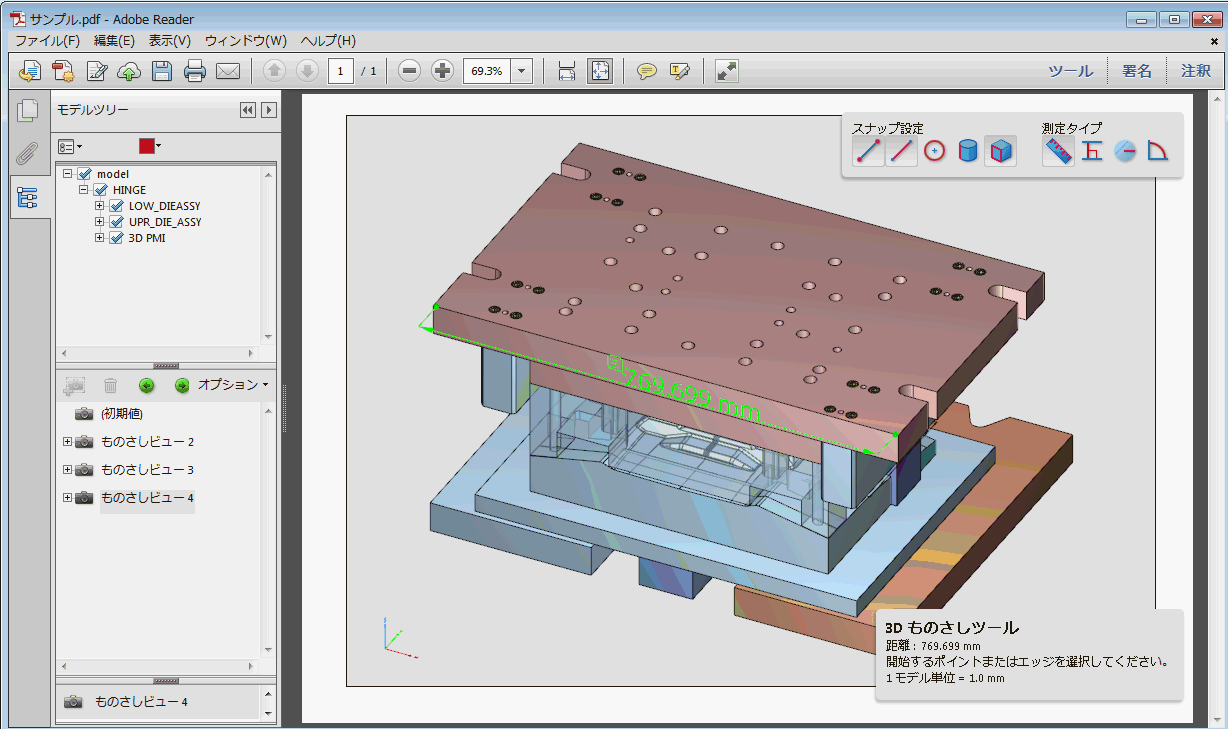 サンプル.pdf - Adobe Reader
ファイル(F) 編集(E) 表示(V) ウィンドウ(W) ヘルプ(H)
1 / 1 69.3% ツール 署名 注釈
モデルツリー
model
HINGE
LOW_DIEASSY
UPR_DIE_ASSY
3D PMI
オプション
(初期値)
ものさしビュー 2
ものさしビュー 3
ものさしビュー 4
ものさしビュー 4
スナップ設定 測定タイプ
769.699 mm
3D ものさしツール
距離 : 769.699 mm
開始するポイントまたはエッジを選択してください。
1 モデル単位 = 1.0 mm